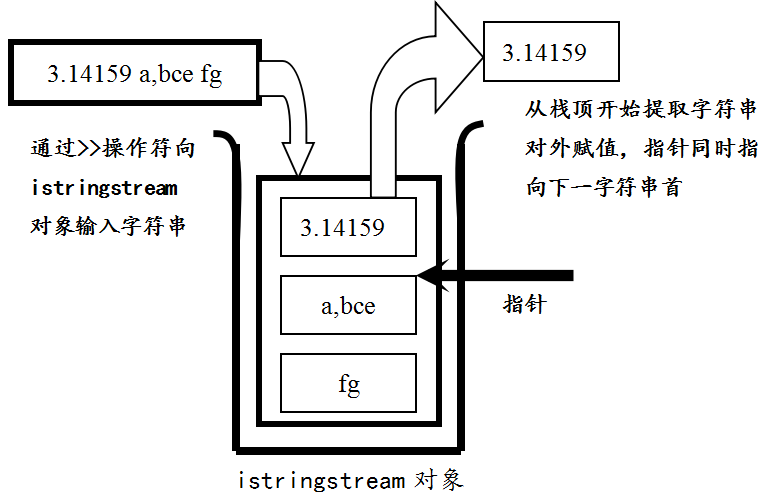 3.14159 a,bce fg
通过>>操作符向
istringstream
对象输入字符串
3.14159
从栈顶开始提取字符串
对外赋值，指针同时指
向下一字符串首
3.14159
a,bce
fg
指针
istringstream 对象